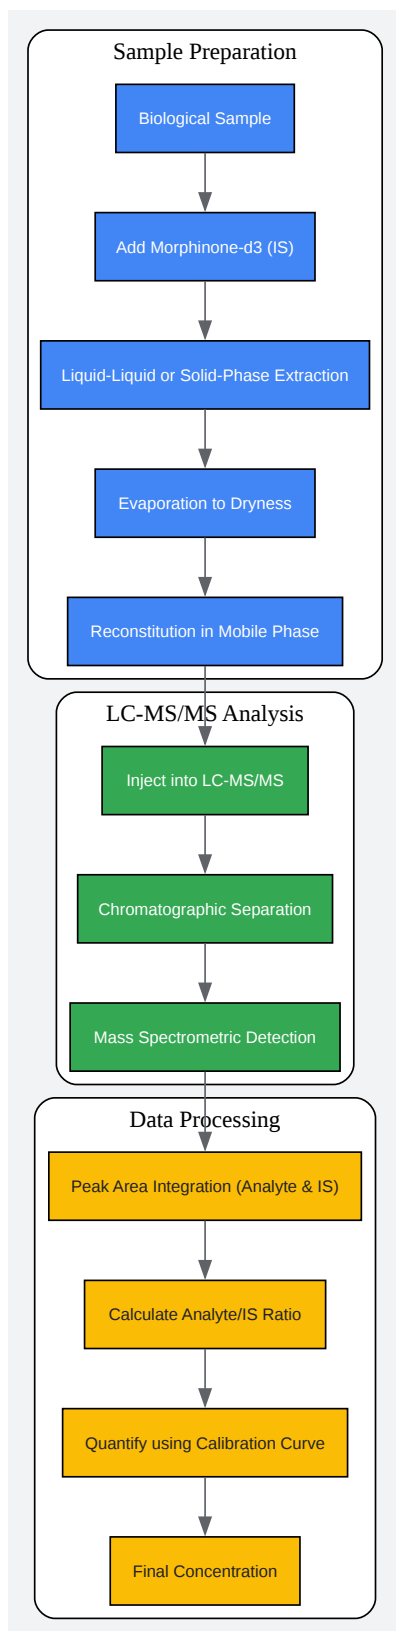 Sample Preparation
Biological Sample
Add Morphinone-d3 (IS)
Liquid-Liquid or Solid-Phase Extraction
Evaporation to Dryness
Reconstitution in Mobile Phase
LC-MS/MS Analysis
Inject into LC-MS/MS
Chromatographic Separation
Mass Spectrometric Detection
Data Processing
Peak Area Integration (Analyte & IS)
Calculate Analyte/IS Ratio
Quantify using Calibration Curve
Final Concentration